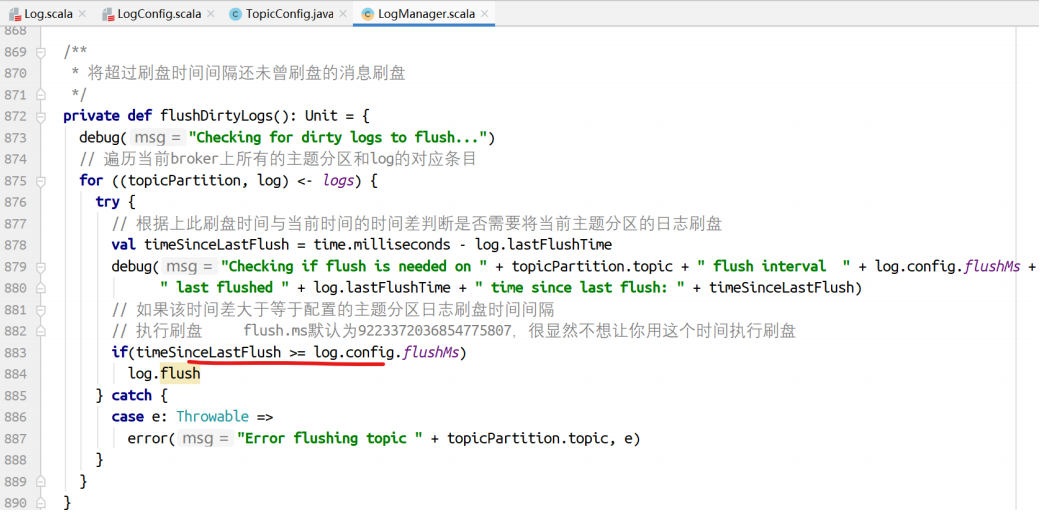 Log.scala LogConfig.scala TopicConfig.java LogManager.scala
868
869 /**
870 * 将超过刷盘时间间隔还未曾刷盘的消息刷盘
871 */
872 private def flushDirtyLogs(): Unit = {
873 debug( msg = "Checking for dirty logs to flush...")
874 // 遍历当前broker上所有的主题分区和log的对应条目
875 for ((topicPartition, log) <- logs) {
876 try {
877 // 根据上此刷盘时间与当前时间的时间差判断是否需要将当前主题分区的日志刷盘
878 val timeSinceLastFlush = time.milliseconds - log.lastFlushTime
879 debug( msg = "Checking if flush is needed on " + topicPartition.topic + " flush interval  " + log.config.flushMs +
880 " last flushed " + log.lastFlushTime + " time since last flush: " + timeSinceLastFlush)
881 // 如果该时间差大于等于配置的主题分区日志刷盘时间间隔
882 // 执行刷盘     flush.ms默认为9223372036854775807，很显然不想让你用这个时间执行刷盘
883 if(timeSinceLastFlush >= log.config.flushMs)
884 log.flush
885 } catch {
886 case e: Throwable =>
887 error( msg = "Error flushing topic " + topicPartition.topic, e)
888 }
889 }
890 }